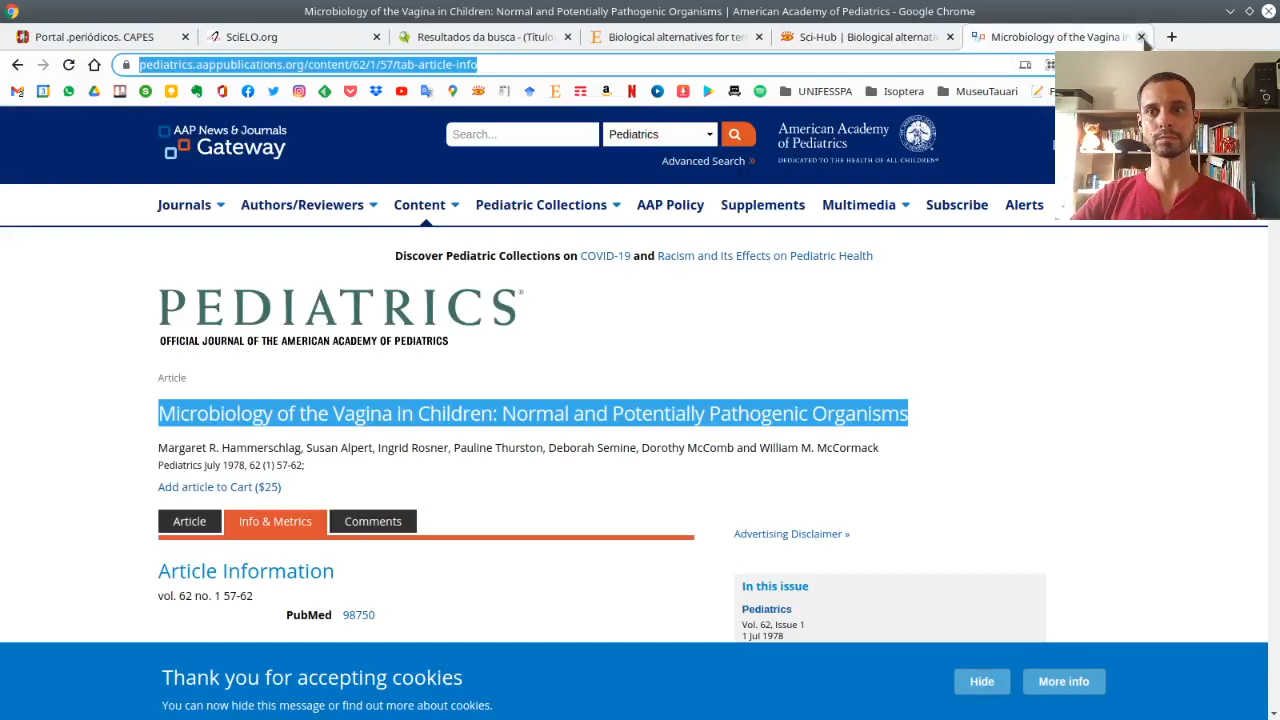 Microbiology of the Vagina in Children: Normal and Potentially Pathogenic Organisms | American Academy of Pediatrics - Google Chrome
Portal .periódicos. CAPES
SciELO.org
Resultados da busca - (Título
Biological alternatives for ter
Sci-Hub | Biological alternativ
Microbiology of the Vagina in
pediatrics.aappublications.org/content/62/1/57/tab-article-info
UNIFESSPA
Isoptera
MuseuTauari
AAP News & Journals
Gateway
Search...
Pediatrics
Advanced Search »
American Academy
of Pediatrics
DEDICATED TO THE HEALTH OF ALL CHILDREN®
Journals
Authors/Reviewers
Content
Pediatric Collections
AAP Policy
Supplements
Multimedia
Subscribe
Alerts
Discover Pediatric Collections on COVID-19 and Racism and Its Effects on Pediatric Health
PEDIATRICS®
OFFICIAL JOURNAL OF THE AMERICAN ACADEMY OF PEDIATRICS
Article
Microbiology of the Vagina in Children: Normal and Potentially Pathogenic Organisms
Margaret R. Hammerschlag, Susan Alpert, Ingrid Rosner, Pauline Thurston, Deborah Semine, Dorothy McComb and William M. McCormack
Pediatrics July 1978, 62 (1) 57-62;
Add article to Cart ($25)
Article
Info & Metrics
Comments
Advertising Disclaimer »
Article Information
vol. 62 no. 1 57-62
PubMed 98750
In this issue
Pediatrics
Vol. 62, Issue 1
1 Jul 1978
Thank you for accepting cookies
You can now hide this message or find out more about cookies.
Hide
More info